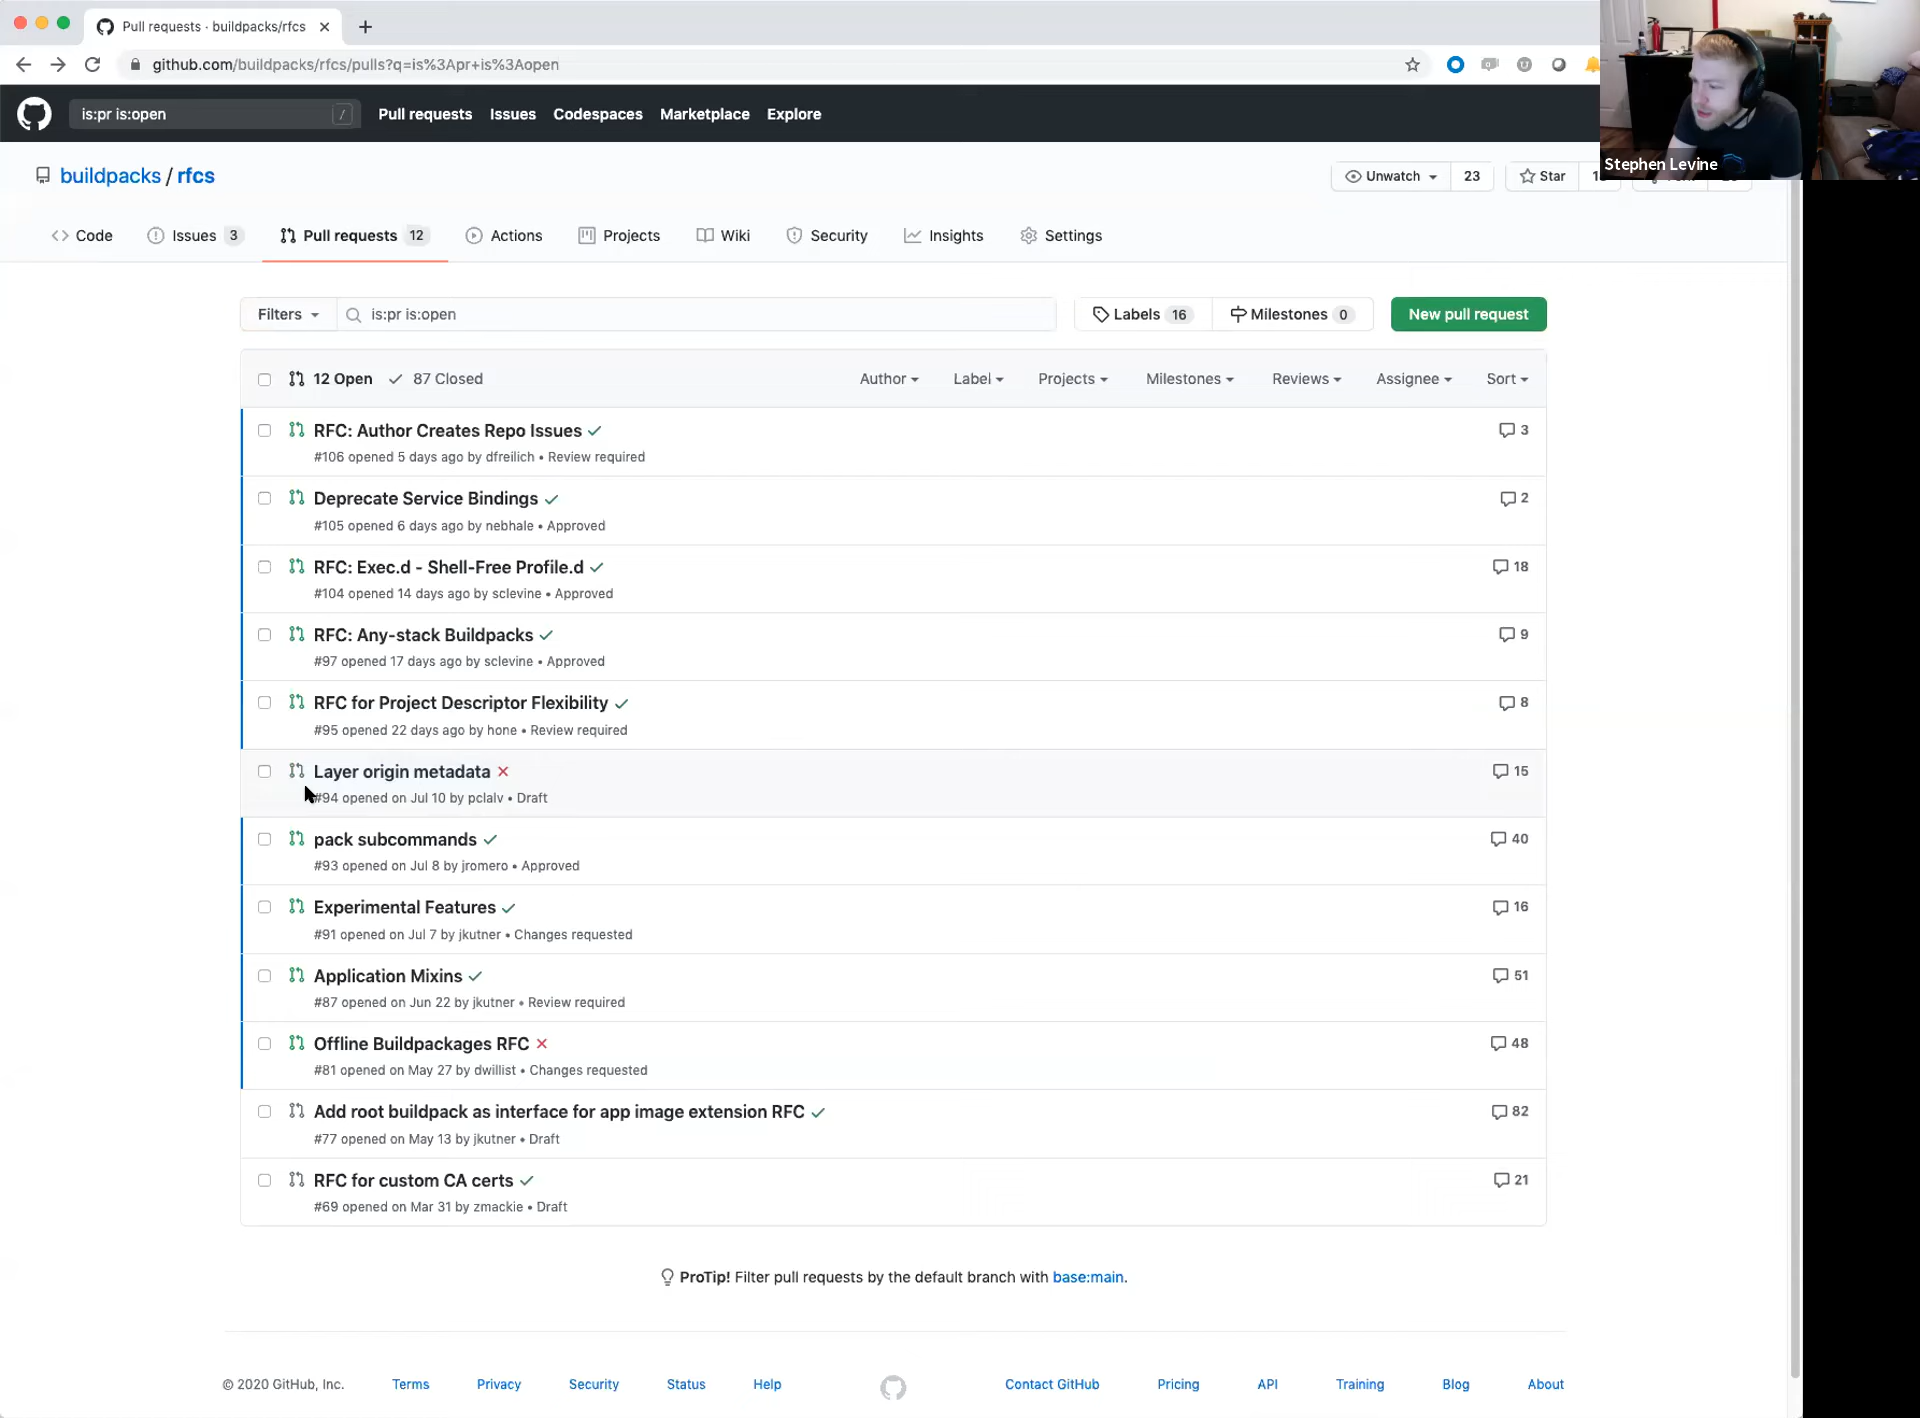 Pull requests · buildpacks/rfcs
github.com/buildpacks/rfcs/pulls?q=is%3Apr+is%3Aopen
is:pr is:open /
Pull requests Issues Codespaces Marketplace Explore
Stephen Levine
buildpacks / rfcs
Unwatch 23 Star
Code Issues 3 Pull requests 12 Actions Projects Wiki Security Insights Settings
Filters is:pr is:open Labels 16 Milestones 0 New pull request
12 Open 87 Closed Author Label Projects Milestones Reviews Assignee Sort
RFC: Author Creates Repo Issues 3
#106 opened 5 days ago by dfreilich • Review required
Deprecate Service Bindings 2
#105 opened 6 days ago by nebhale • Approved
RFC: Exec.d - Shell-Free Profile.d 18
#104 opened 14 days ago by sclevine • Approved
RFC: Any-stack Buildpacks 9
#97 opened 17 days ago by sclevine • Approved
RFC for Project Descriptor Flexibility 8
#95 opened 22 days ago by hone • Review required
Layer origin metadata 15
#94 opened on Jul 10 by pclalv • Draft
pack subcommands 40
#93 opened on Jul 8 by jromero • Approved
Experimental Features 16
#91 opened on Jul 7 by jkutner • Changes requested
Application Mixins 51
#87 opened on Jun 22 by jkutner • Review required
Offline Buildpackages RFC 48
#81 opened on May 27 by dwillist • Changes requested
Add root buildpack as interface for app image extension RFC 82
#77 opened on May 13 by jkutner • Draft
RFC for custom CA certs 21
#69 opened on Mar 31 by zmackie • Draft
ProTip! Filter pull requests by the default branch with base:main.
© 2020 GitHub, Inc. Terms Privacy Security Status Help Contact GitHub Pricing API Training Blog About